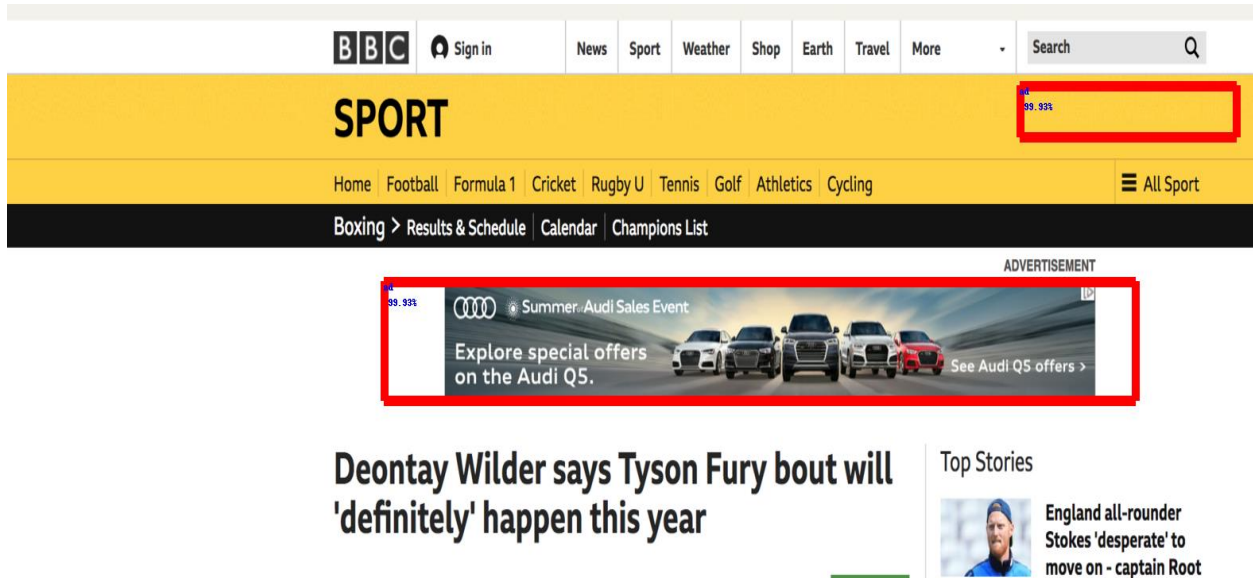 BBC Sign in News Sport Weather Shop Earth Travel More Search
SPORT
ad
99.93%
Home Football Formula 1 Cricket Rugby U Tennis Golf Athletics Cycling All Sport
Boxing > Results & Schedule Calendar Champions List
ADVERTISEMENT
ad
99.93%
Summer of Audi Sales Event
Explore special offers
on the Audi Q5.
See Audi Q5 offers >
Deontay Wilder says Tyson Fury bout will
'definitely' happen this year
Top Stories
England all-rounder
Stokes 'desperate' to
move on - captain Root